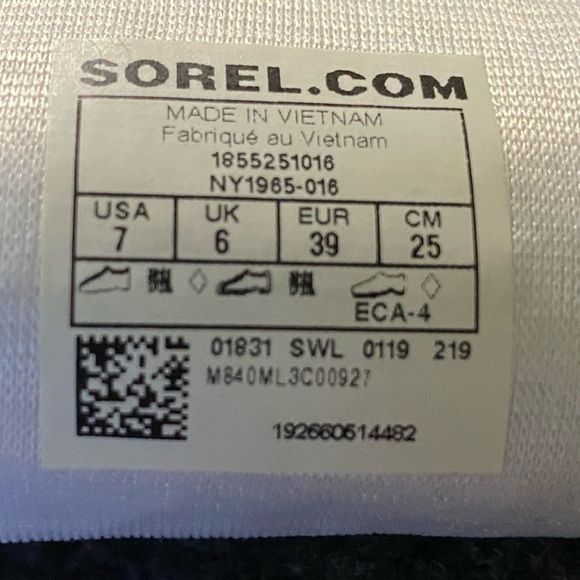 SOREL.COM
MADE IN VIETNAM
Fabriqué au Vietnam
1855251016
NY1965-016
USA UK EUR CM
7 6 39 25
ECA-4
01831 SWL 0119 219
M840ML3C00927
192660614482